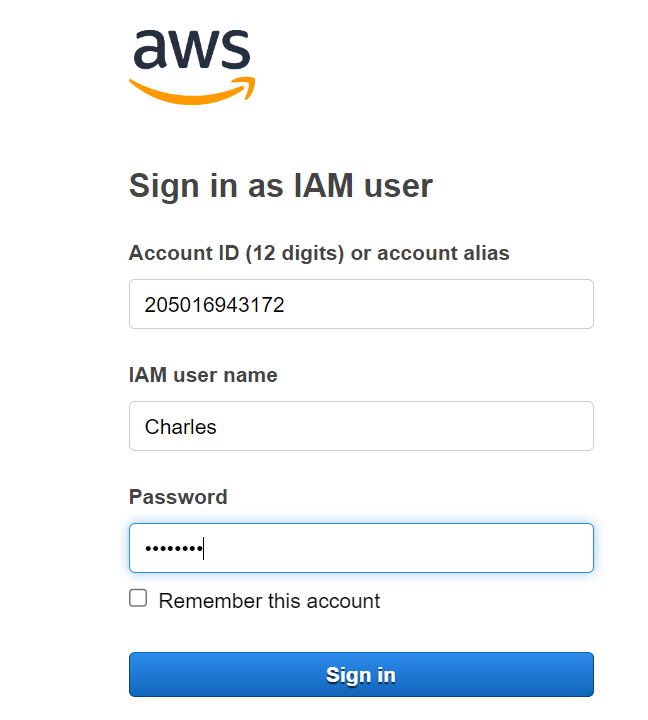 aws
Sign in as IAM user
Account ID (12 digits) or account alias
205016943172
IAM user name
Charles
Password
••••••••
Remember this account
Sign in